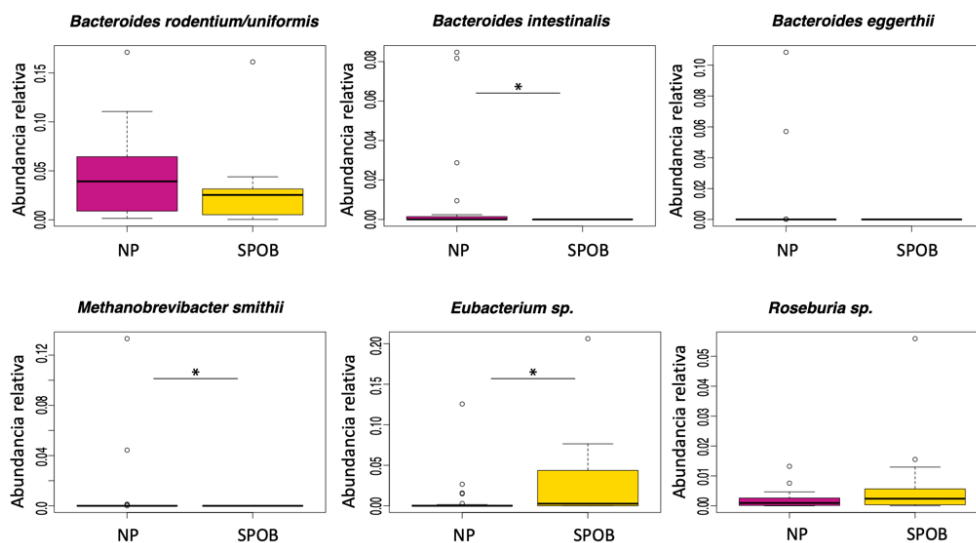 Bacteroides rodentium/uniformis
Abundancia relativa
0.15
0.10
0.05
0.00
NP SPOB
Bacteroides intestinalis
Abundancia relativa
0.08
0.06
0.04
0.02
0.00
*
NP SPOB
Bacteroides eggerthii
Abundancia relativa
0.10
0.08
0.06
0.04
0.02
0.00
NP SPOB
Methanobrevibacter smithii
Abundancia relativa
0.12
0.08
0.04
0.0
*
NP SPOB
Eubacterium sp.
Abundancia relativa
0.20
0.15
0.10
0.05
0.00
*
NP SPOB
Roseburia sp.
Abundancia relativa
0.05
0.04
0.03
0.02
0.01
0.00
NP SPOB